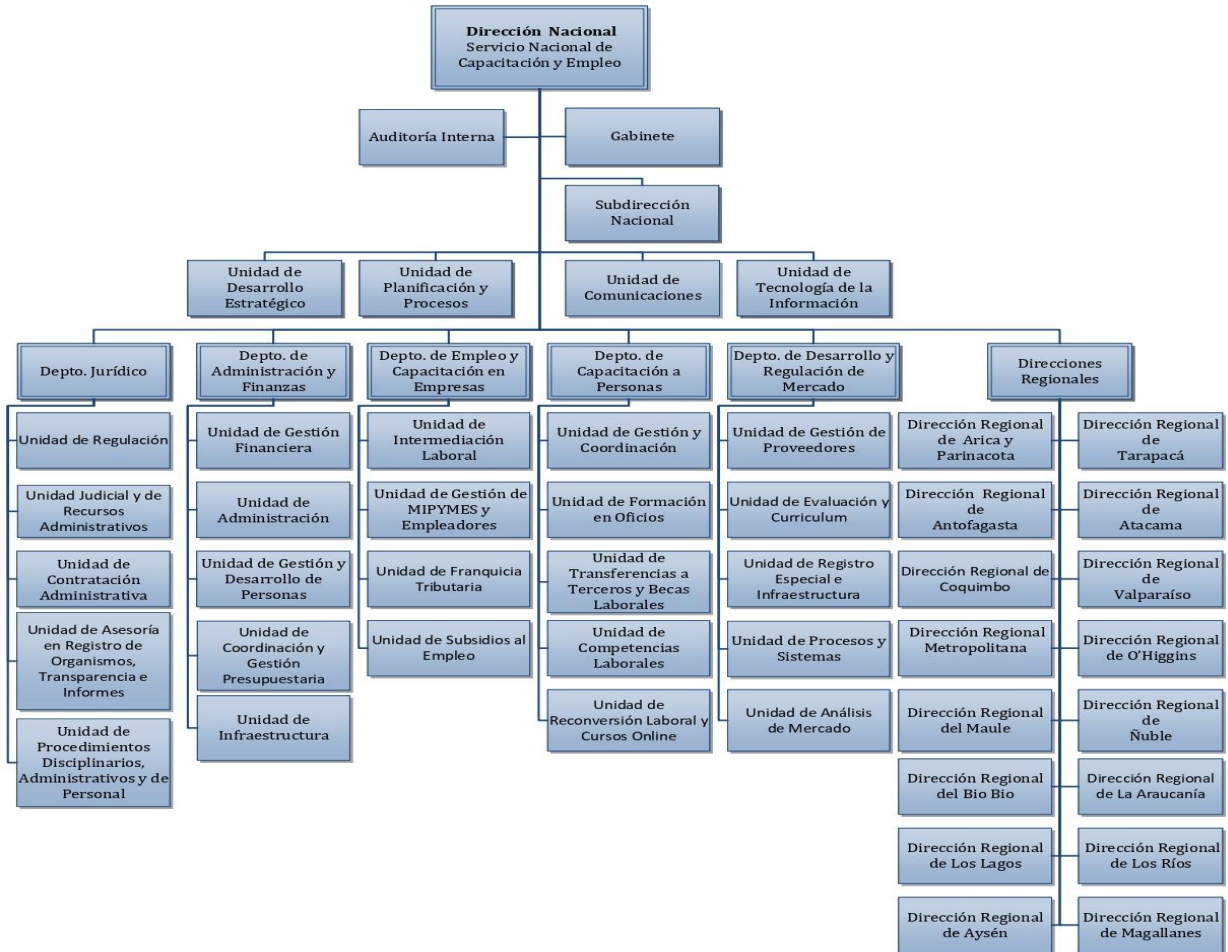 Dirección Nacional
Servicio Nacional de
Capacitación y Empleo
Auditoría Interna
Gabinete
Subdirección
Nacional
Unidad de
Desarrollo
Estratégico
Unidad de
Planificación y
Procesos
Unidad de
Comunicaciones
Unidad de
Tecnología de la
Información
Depto. Jurídico
Depto. de
Administración y
Finanzas
Depto. de Empleo y
Capacitación en
Empresas
Depto. de
Capacitación a
Personas
Depto. de Desarrollo y
Regulación de
Mercado
Direcciones
Regionales
Unidad de Regulación
Unidad Judicial y de
Recursos
Administrativos
Unidad de
Contratación
Administrativa
Unidad de Asesoría
en Registro de
Organismos,
Transparencia e
Informes
Unidad de
Procedimientos
Disciplinarios,
Administrativos y de
Personal
Unidad de Gestión
Financiera
Unidad de
Administración
Unidad de Gestión y
Desarrollo de
Personas
Unidad de
Coordinación y
Gestión
Presupuestaria
Unidad de
Infraestructura
Unidad de
Intermediación
Laboral
Unidad de Gestión de
MIPYMES y
Empleadores
Unidad de Franquicia
Tributaria
Unidad de Subsidios al
Empleo
Unidad de Gestión y
Coordinación
Unidad de Formación
en Oficios
Unidad de
Transferencias a
Terceros y Becas
Laborales
Unidad de
Competencias
Laborales
Unidad de
Reconversión Laboral y
Cursos Online
Unidad de Gestión de
Proveedores
Unidad de Evaluación y
Curriculum
Unidad de Registro
Especial e
Infraestructura
Unidad de Procesos y
Sistemas
Unidad de Análisis
de Mercado
Dirección Regional
de Arica y
Parinacota
Dirección Regional
de
Tarapacá
Dirección Regional
de
Antofagasta
Dirección Regional
de
Atacama
Dirección Regional de
Coquimbo
Dirección Regional
de
Valparaíso
Dirección Regional
Metropolitana
Dirección Regional
de O'Higgins
Dirección Regional
del Maule
Dirección Regional
de
Ñuble
Dirección Regional
del Bio Bio
Dirección Regional
de La Araucanía
Dirección Regional
de Los Lagos
Dirección Regional
de Los Ríos
Dirección Regional
de Aysén
Dirección Regional
de Magallanes